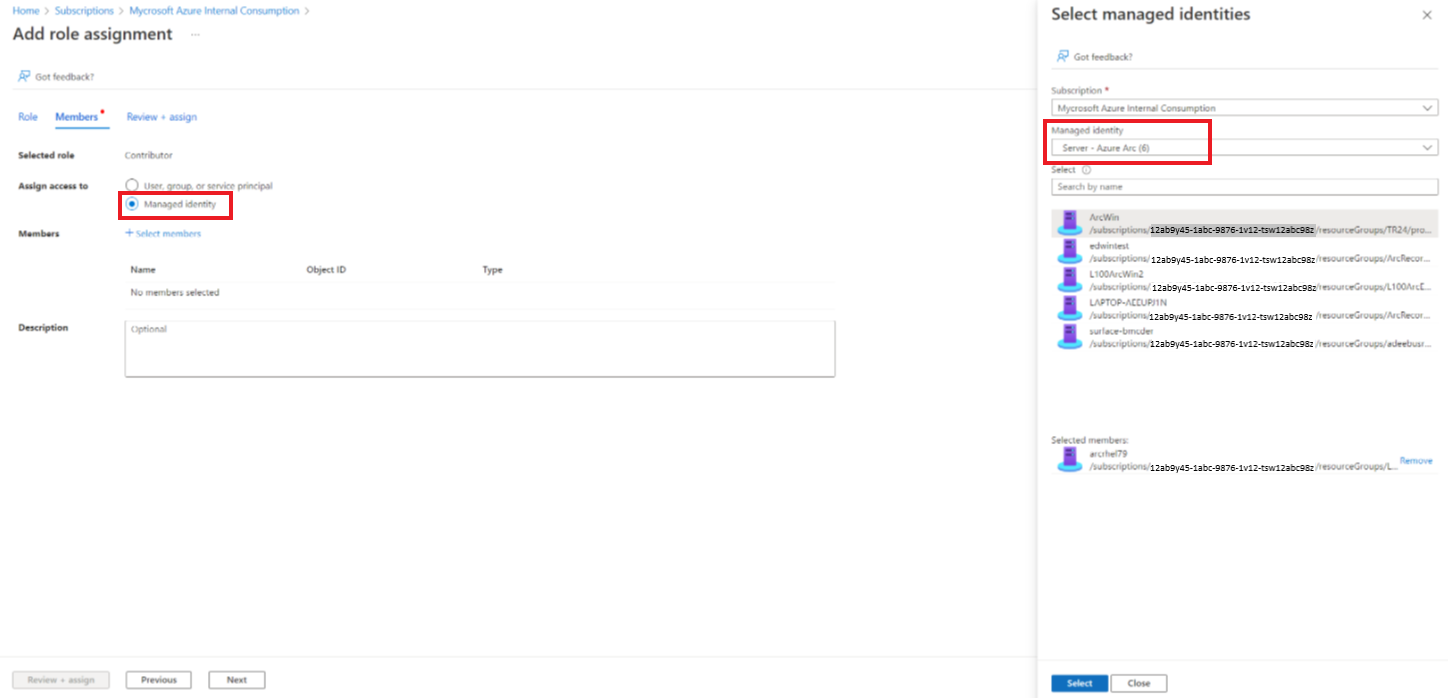 Home > Subscriptions > Mycrosoft Azure Internal Consumption >
Add role assignment ...
Got feedback?
Role Members * Review + assign
Selected role Contributor
Assign access to User, group, or service principal
Managed identity
Members + Select members
Name Object ID Type
No members selected
Description Optional
Review + assign Previous Next
Select managed identities
Got feedback?
Subscription *
Mycrosoft Azure Internal Consumption
Managed identity
Server - Azure Arc (6)
Select
Search by name
ArcWin
/subscriptions/12ab9y45-1abc-9876-1v12-tsw12abc98z/resourceGroups/TR24/pro...
edwintest
/subscriptions/12ab9y45-1abc-9876-1v12-tsw12abc98z/resourceGroups/ArcRecor...
L100ArcWin2
/subscriptions/12ab9y45-1abc-9876-1v12-tsw12abc98z/resourceGroups/L100ArcE...
/subscriptions/12ab9y45-1abc-9876-1v12-tsw12abc98z/resourceGroups/ArcRecor...
surface-bmcder
/subscriptions/12ab9y45-1abc-9876-1v12-tsw12abc98z/resourceGroups/adeebusr...
Selected members:
arcrhel79
/subscriptions/12ab9y45-1abc-9876-1v12-tsw12abc98z/resourceGroups/L... Remove
Select Close